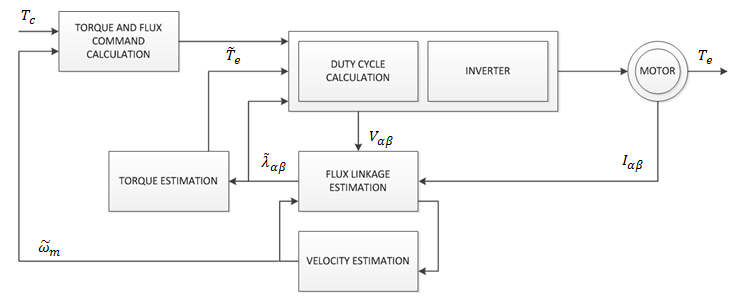 T_c
TORQUE AND FLUX
COMMAND
CALCULATION
T̃_e
DUTY CYCLE
CALCULATION
INVERTER
MOTOR
T_e
V_αβ
λ̃_αβ
I_αβ
TORQUE ESTIMATION
FLUX LINKAGE
ESTIMATION
ω̃_m
VELOCITY ESTIMATION